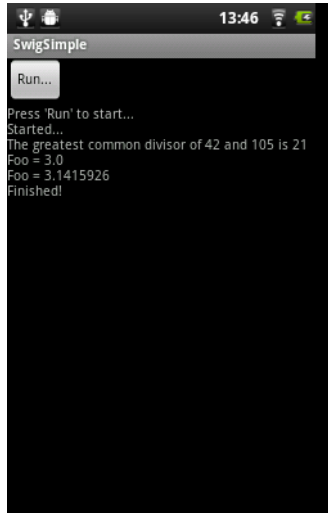 13:46
SwigSimple
Run...
Press 'Run' to start...
Started...
The greatest common divisor of 42 and 105 is 21
Foo = 3.0
Foo = 3.1415926
Finished!